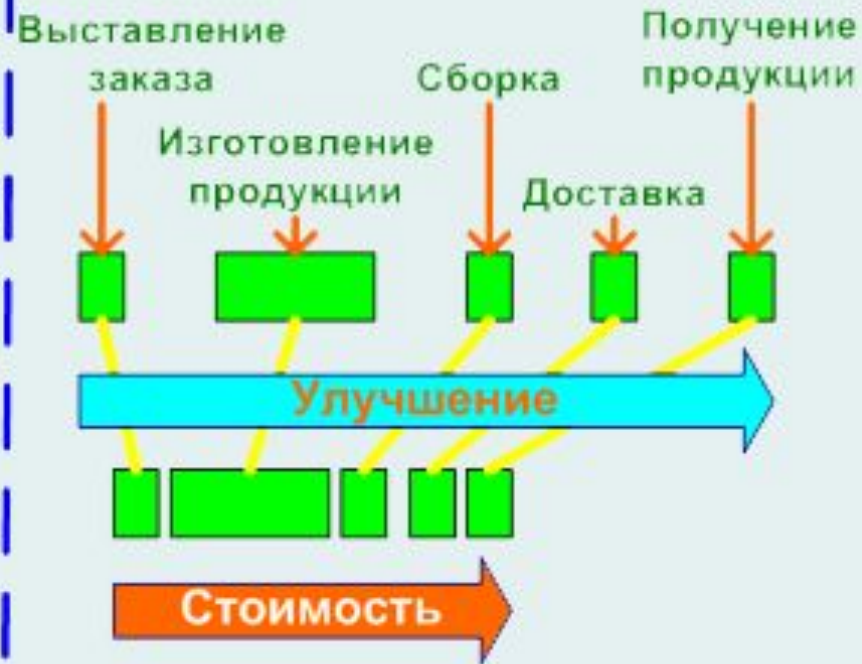 Выставление
заказа
Изготовление
продукции
Сборка
Доставка
Получение
продукции
Улучшение
Стоимость